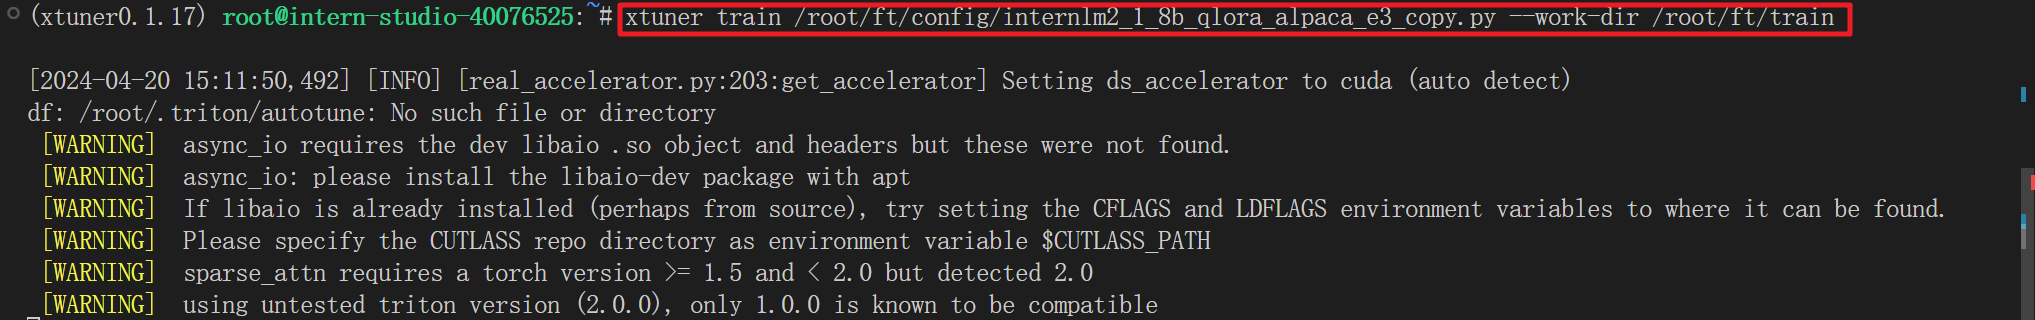 (xtuner0.1.17) root@intern-studio-40076525:~# xtuner train /root/ft/config/internlm2_1_8b_qlora_alpaca_e3_copy.py --work-dir /root/ft/train
[2024-04-20 15:11:50,492] [INFO] [real_accelerator.py:203:get_accelerator] Setting ds_accelerator to cuda (auto detect)
df: /root/.triton/autotune: No such file or directory
[WARNING] async_io requires the dev libaio .so object and headers but these were not found.
[WARNING] async_io: please install the libaio-dev package with apt
[WARNING] If libaio is already installed (perhaps from source), try setting the CFLAGS and LDFLAGS environment variables to where it can be found.
[WARNING] Please specify the CUTLASS repo directory as environment variable $CUTLASS_PATH
[WARNING] sparse_attn requires a torch version >= 1.5 and < 2.0 but detected 2.0
[WARNING] using untested triton version (2.0.0), only 1.0.0 is known to be compatible